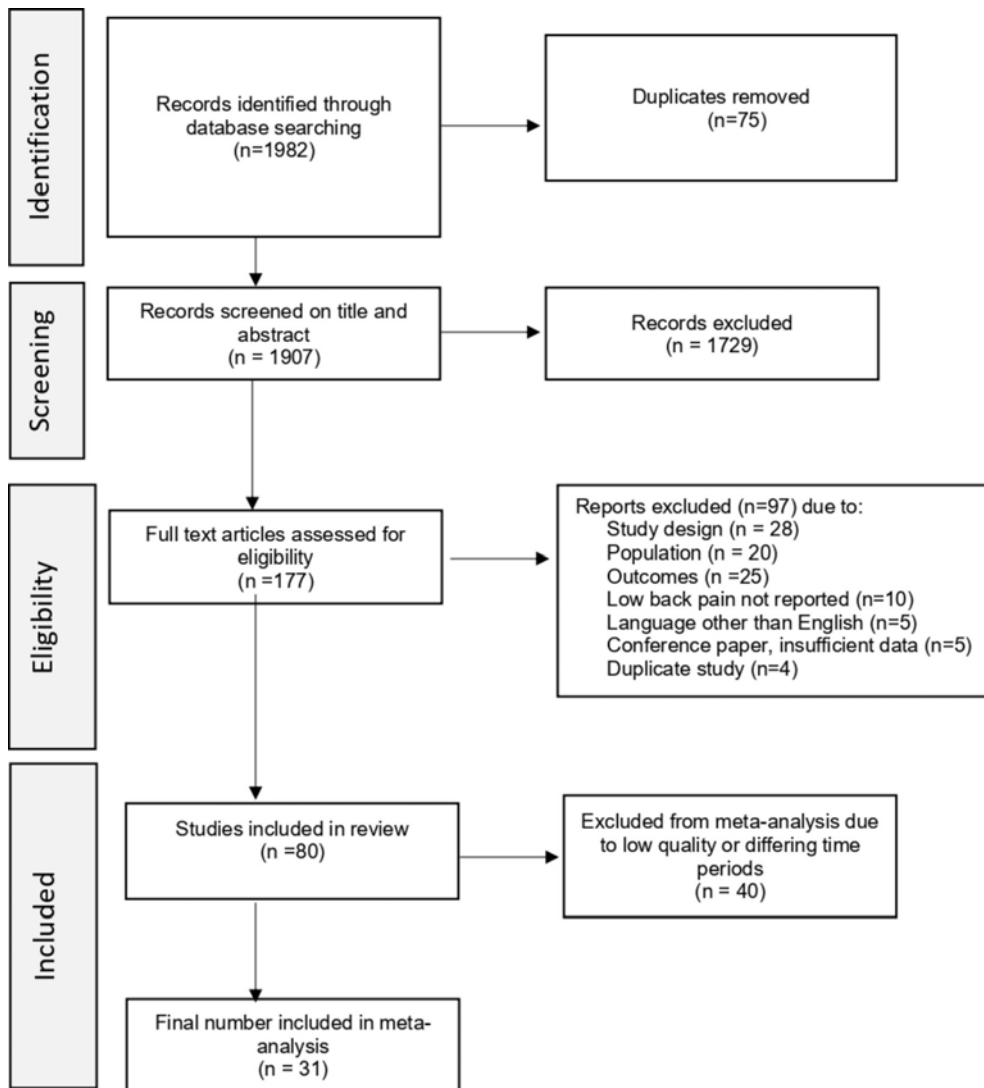 Identification
Records identified through
database searching
(n=1982)
Duplicates removed
(n=75)
Screening
Records screened on title and
abstract
(n = 1907)
Records excluded
(n = 1729)
Eligibility
Full text articles assessed for
eligibility
(n =177)
Reports excluded (n=97) due to:
Study design (n = 28)
Population (n = 20)
Outcomes (n =25)
Low back pain not reported (n=10)
Language other than English (n=5)
Conference paper, insufficient data (n=5)
Duplicate study (n=4)
Included
Studies included in review
(n =80)
Excluded from meta-analysis due
to low quality or differing time
periods
(n = 40)
Final number included in meta-
analysis
(n = 31)